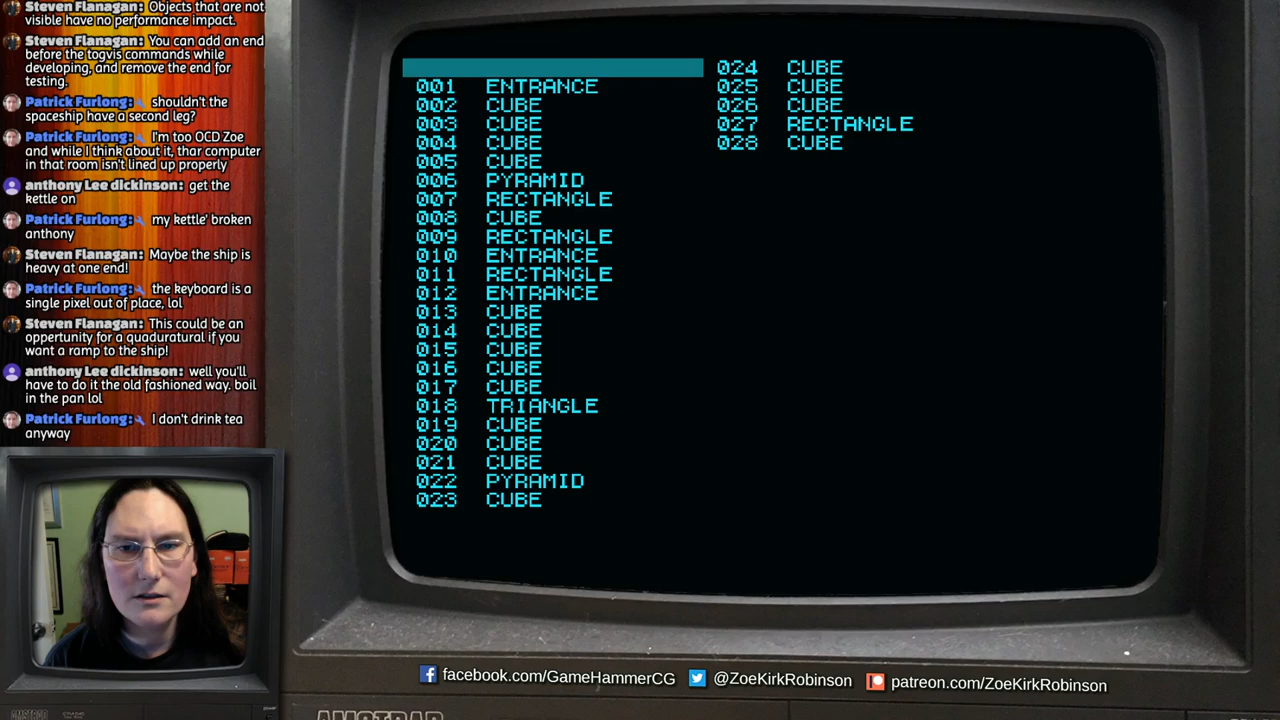 Steven Flanagan: Objects that are not
visible have no performance impact.
Steven Flanagan: You can add an end
before the togvis commands while
developing, and remove the end for
testing.
Patrick Furlong: shouldn't the
spaceship have a second leg?
Patrick Furlong: I'm too OCD Zoe
and while I think about it, thar computer
in that room isn't lined up properly
anthony Lee dickinson: get the
kettle on
Patrick Furlong: my kettle' broken
anthony
Steven Flanagan: Maybe the ship is
heavy at one end!
Patrick Furlong: the keyboard is a
single pixel out of place, lol
Steven Flanagan: This could be an
oppertunity for a quaduratural if you
want a ramp to the ship!
anthony Lee dickinson: well you'll
have to do it the old fashioned way. boil
in the pan lol
Patrick Furlong: I don't drink tea
anyway
001 ENTRANCE
002 CUBE
003 CUBE
004 CUBE
005 CUBE
006 PYRAMID
007 RECTANGLE
008 CUBE
009 RECTANGLE
010 ENTRANCE
011 RECTANGLE
012 ENTRANCE
013 CUBE
014 CUBE
015 CUBE
016 CUBE
017 CUBE
018 TRIANGLE
019 CUBE
020 CUBE
021 CUBE
022 PYRAMID
023 CUBE
024 CUBE
025 CUBE
026 CUBE
027 RECTANGLE
028 CUBE
facebook.com/GameHammerCG
@ZoeKirkRobinson
patreon.com/ZoeKirkRobinson
AMSTRAD